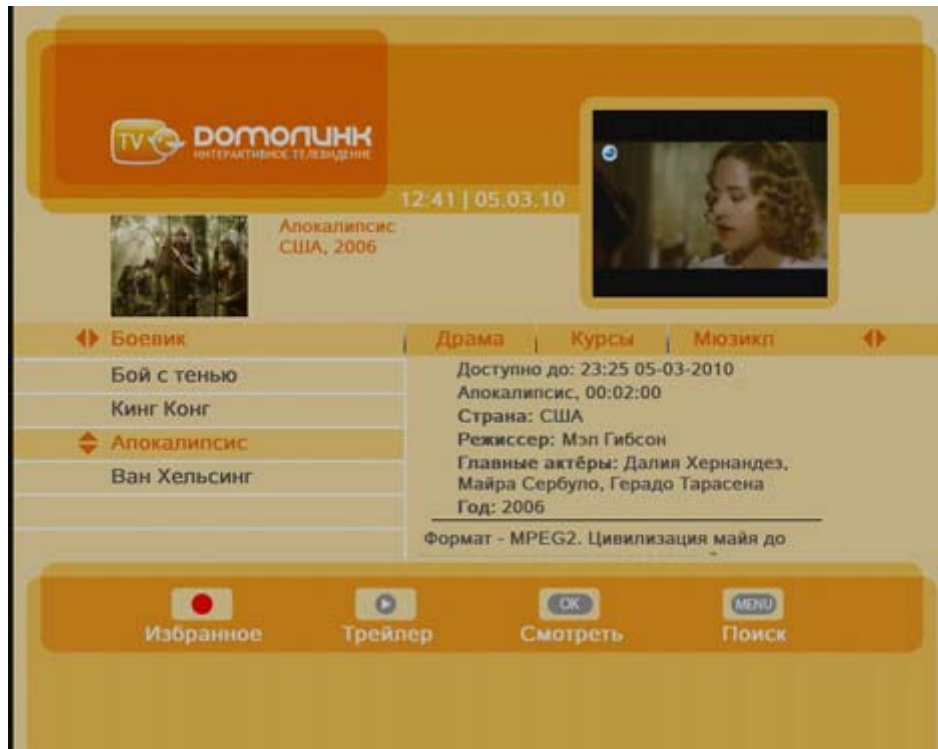 TV
Домолинк
ИНТЕРАКТИВНОЕ ТЕЛЕВИДЕНИЕ
12:41 | 05.03.10
Апокалипсис
США, 2006
Боевик
Драма | Курсы | Мюзикл
Бой с тенью
Кинг Конг
Апокалипсис
Ван Хельсинг
Доступно до: 23:25 05-03-2010
Апокалипсис, 00:02:00
Страна: США
Режиссер: Мэл Гибсон
Главные актёры: Далия Хернандез,
Майра Сербуло, Герадо Тарасена
Год: 2006
Формат - MPEG2. Цивилизация майя до
OK
MENU
Избранное
Трейлер
Смотреть
Поиск